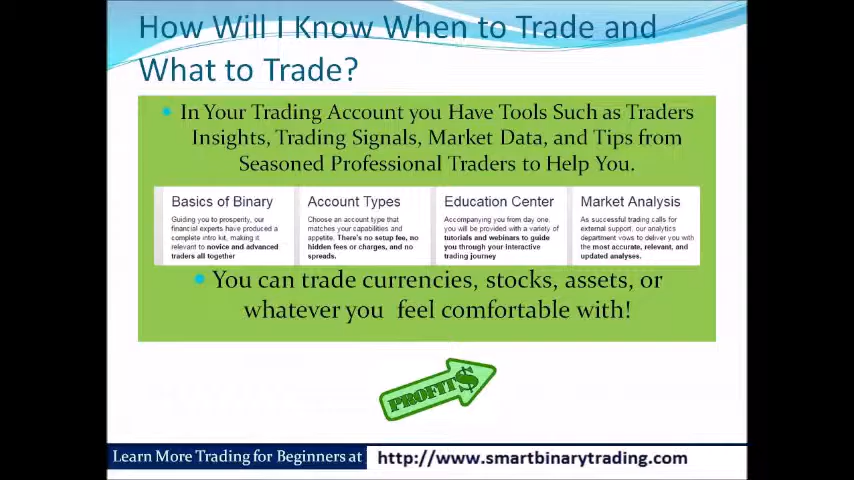 How Will I Know When to Trade and
What to Trade?
In Your Trading Account you Have Tools Such as Traders
Insights, Trading Signals, Market Data, and Tips from
Seasoned Professional Traders to Help You.
Basics of Binary
Guiding you to prosperity, our
financial experts have produced a
complete intro kit, making it
relevant to novice and advanced
traders all together
Account Types
Choose an account type that
matches your capabilities and
appetite. There's no setup fee, no
hidden fees or charges, and no
spreads.
Education Center
Accompanying you from day one,
you will be provided with a variety of
tutorials and webinars to guide
you through your interactive
trading journey
Market Analysis
As successful trading calls for
external support, our analytics
department vows to deliver you with
the most accurate, relevant, and
updated analyses.
You can trade currencies, stocks, assets, or
whatever you feel comfortable with!
PROFIT$
Learn More Trading for Beginners at
http://www.smartbinarytrading.com